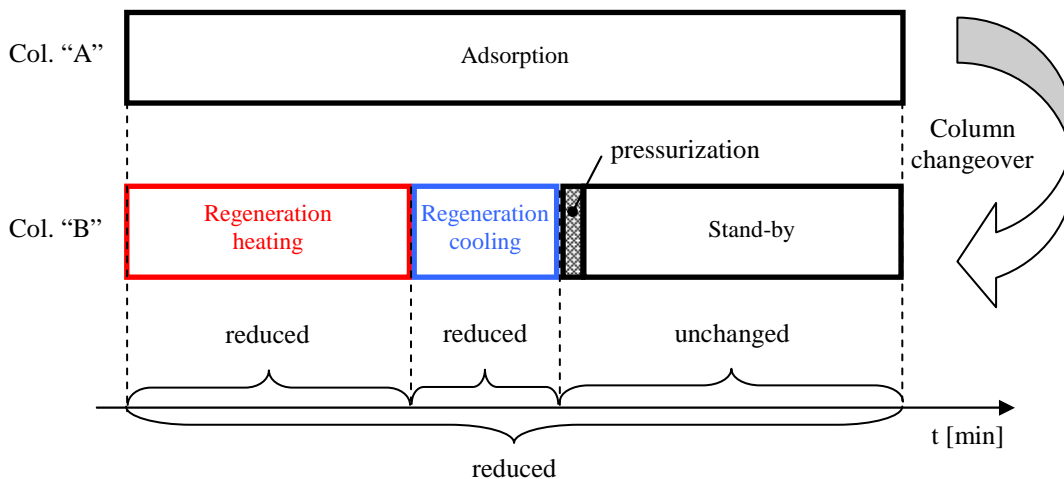 Col. “A”
Adsorption
Column
changeover
pressurization
Col. “B”
Regeneration
heating
Regeneration
cooling
Stand-by
reduced
reduced
unchanged
t [min]
reduced